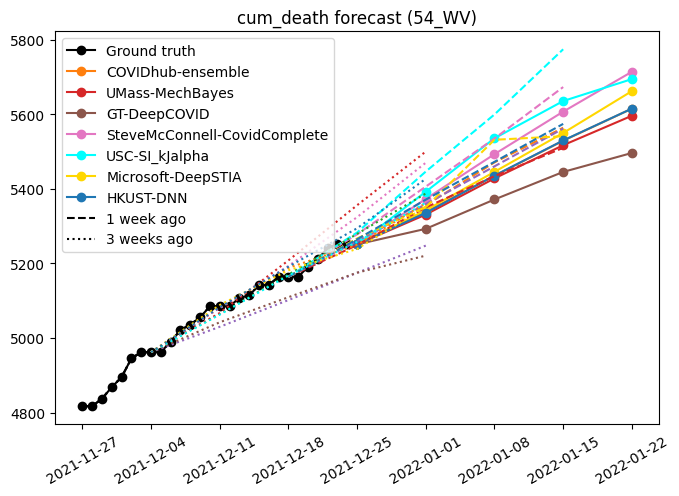 cum_death forecast (54_WV)
5800
5600
5400
5200
5000
4800
Ground truth
COVIDhub-ensemble
UMass-MechBayes
GT-DeepCOVID
SteveMcConnell-CovidComplete
USC-SI_kJalpha
Microsoft-DeepSTIA
HKUST-DNN
1 week ago
3 weeks ago
2021-11-27
2021-12-04
2021-12-11
2021-12-18
2021-12-25
2022-01-01
2022-01-08
2022-01-15
2022-01-22